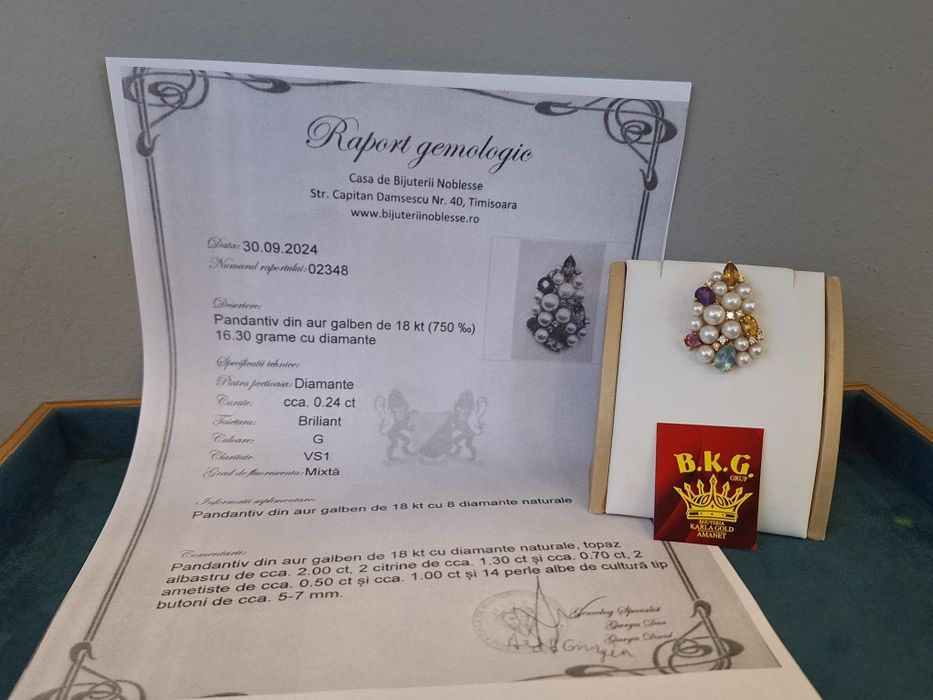 Raport gemologic
Casa de Bijuterii Noblesse
Str. Capitan Damsescu Nr. 40, Timisoara
www.bijuteriinoblesse.ro
Data: 30.09.2024
Numarul raportului: 02348
Descriere:
Pandantiv din aur galben de 18 kt (750 ‰)
16.30 grame cu diamante
Specificatii tehnice:
Piatra pretioasa: Diamante
Carate: cca. 0.24 ct
Taietura: Briliant
Culoare: G
Claritate VS1
Grad de fluorescenta: Mixtă
Informatii suplimentare:
Pandantiv din aur galben de 18 kt cu 8 diamante naturale
Comentarii:
Pandantiv din aur galben de 18 kt cu diamante naturale, topaz
albastru de cca. 2.00 ct, 2 citrine de cca. 1.30 ct și cca. 0.70 ct, 2
ametiste de cca. 0.50 ct și cca. 1.00 ct și 14 perle albe de cultură tip
butoni de cca. 5-7 mm.
Gemolog Specialist
Giurgia Dan
Giurgia David
B.K.G.
GRUP
BIJUTERIA
KARLA GOLD
AMANET